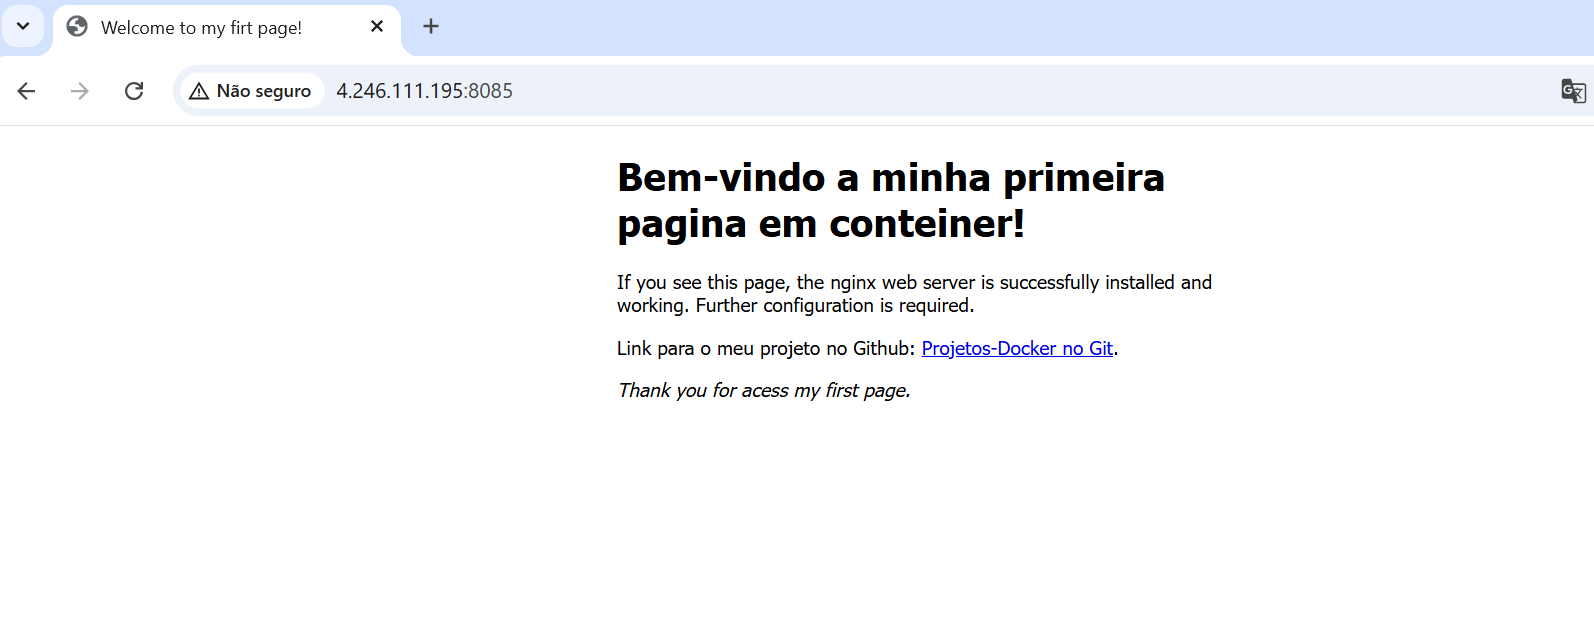 Welcome to my firt page!
Não seguro 4.246.111.195:8085
Bem-vindo a minha primeira
pagina em conteiner!
If you see this page, the nginx web server is successfully installed and
working. Further configuration is required.
Link para o meu projeto no Github: Projetos-Docker no Git.
Thank you for acess my first page.